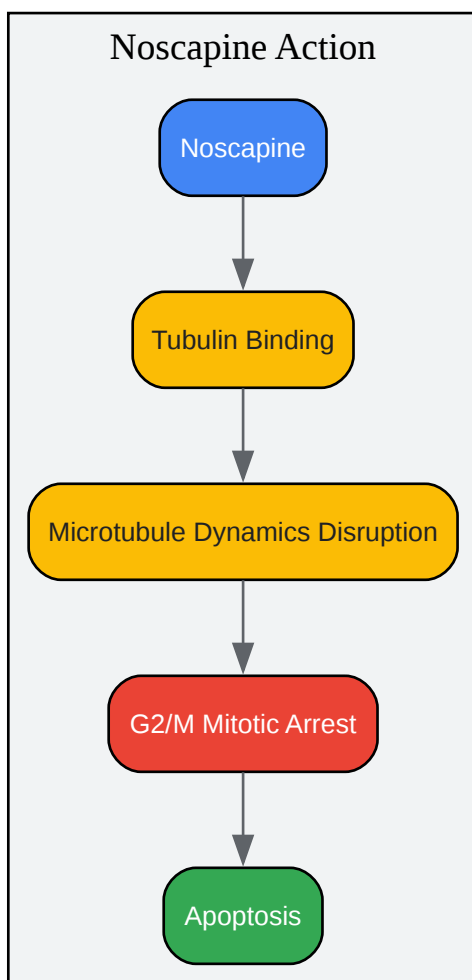 Noscapine Action
Noscapine
Tubulin Binding
Microtubule Dynamics Disruption
G2/M Mitotic Arrest
Apoptosis